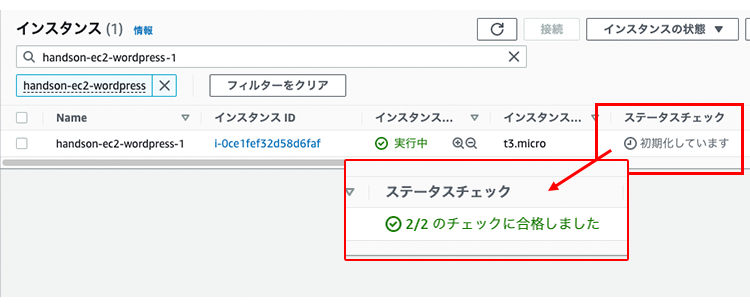 インスタンス (1) 情報
接続
インスタンスの状態
handson-ec2-wordpress-1
handson-ec2-wordpress
フィルターをクリア
Name インスタンス ID インスタンス... インスタンス... ステータスチェック
handson-ec2-wordpress-1 i-0ce1fef32d58d6faf 実行中 t3.micro 初期化しています
ステータスチェック
2/2 のチェックに合格しました